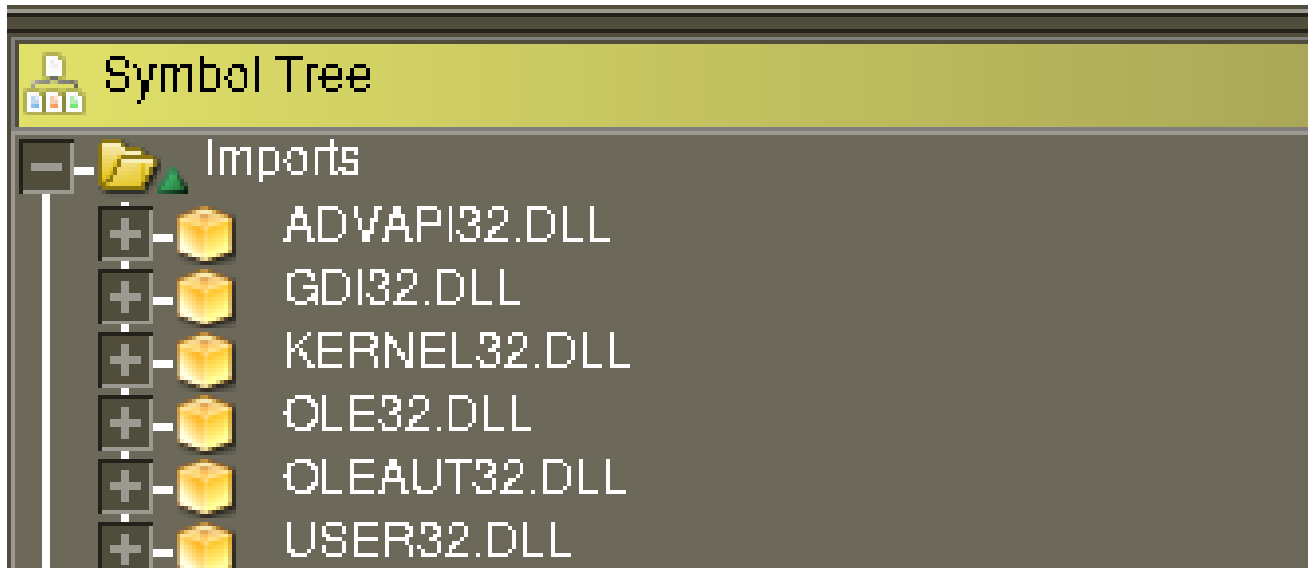 Symbol Tree
Imports
ADVAPI32.DLL
GDI32.DLL
KERNEL32.DLL
OLE32.DLL
OLEAUT32.DLL
USER32.DLL